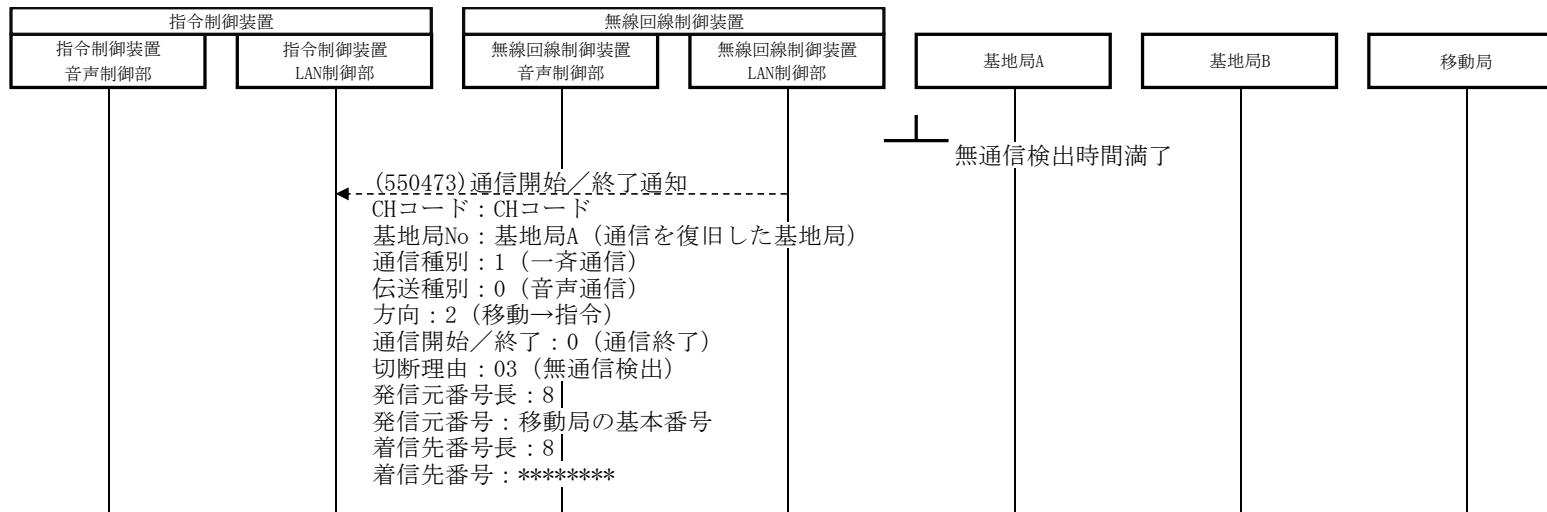 指令制御装置
無線回線制御装置
指令制御装置
音声制御部
指令制御装置
LAN制御部
無線回線制御装置
音声制御部
無線回線制御装置
LAN制御部
基地局A
基地局B
移動局
無通信検出時間満了
(550473)通信開始／終了通知
CHコード：CHコード
基地局No：基地局A（通信を復旧した基地局）
通信種別：1（一斉通信）
伝送種別：0（音声通信）
方向：2（移動→指令）
通信開始／終了：0（通信終了）
切断理由：03（無通信検出）
発信元番号長：8
発信元番号：移動局の基本番号
着信先番号長：8
着信先番号：********